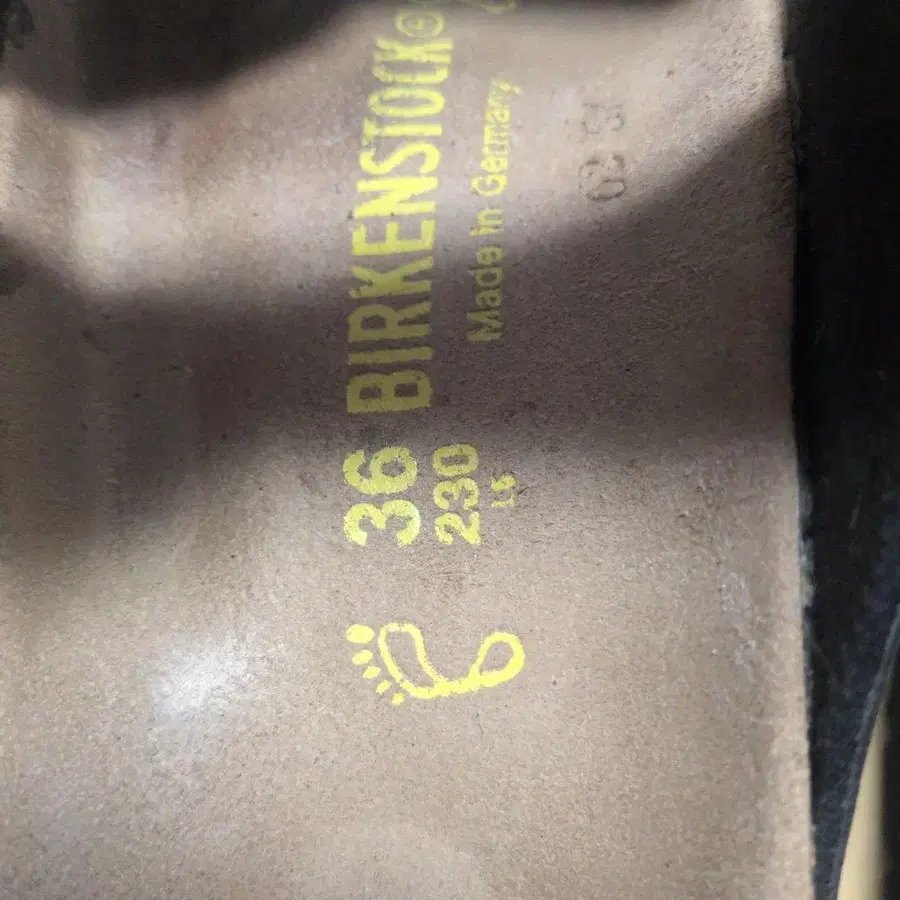 36 BIRKENSTOCK®
230 Made in Germany
L5